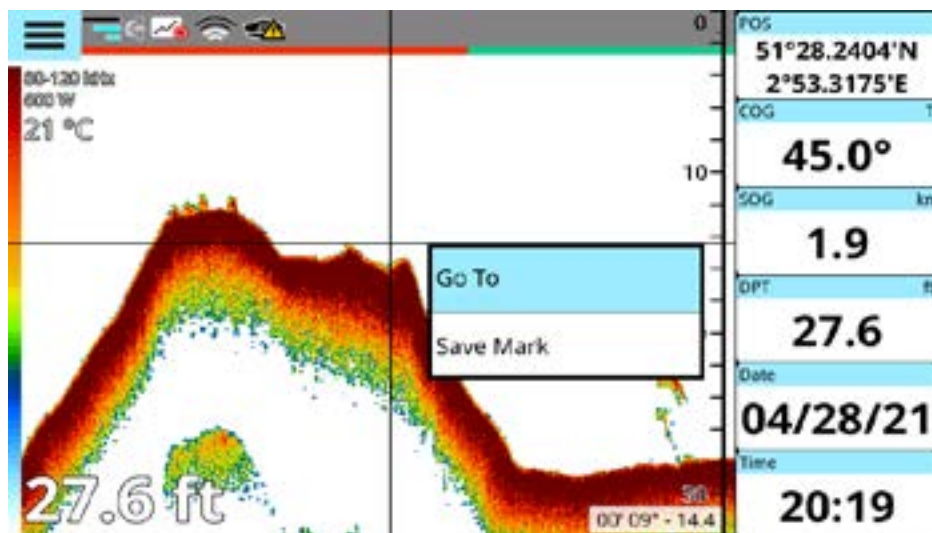 0
80-120 kHz
600 W
21 °C
10
Go To
Save Mark
27.6 ft
00' 09" - 14.4
POS
51°28.2404'N
2°53.3175'E
COG T
45.0°
SOG kn
1.9
DPT ft
27.6
Date
04/28/21
Time
20:19